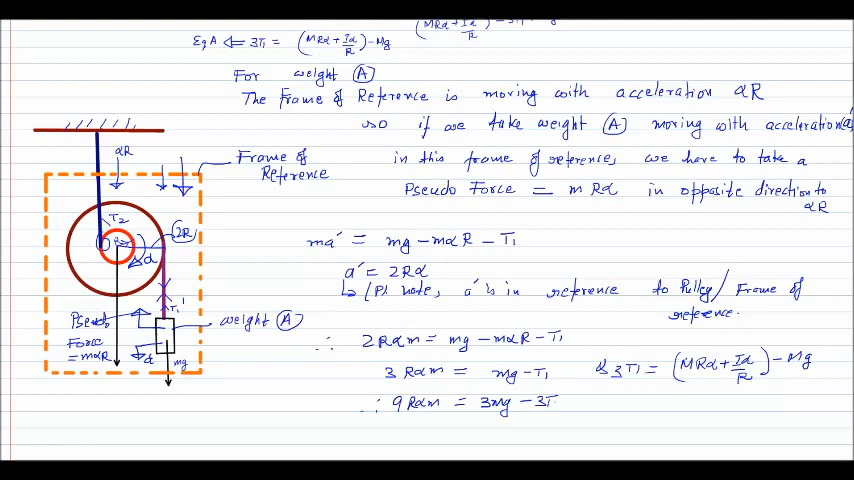 Eq A ⇐ 3T1 = (MRα + Iα/R) - Mg
For weight (A)
The Frame of Reference is moving with acceleration αR
so if we take weight (A) moving with acceleration (a')
in this frame of reference, we have to take a
Pseudo Force = mRα in opposite direction to
αR
Frame of
Reference
αR
T2
2R
α
ma' = mg - mαR - T1
a' = 2Rα
↳ [Pl note, a' is in reference to Pulley/Frame of
reference.
T1
Pseudo
Force
= mαR
weight (A)
a'
mg
∴ 2Rαm = mg - mαR - T1
3Rαm = mg - T1 & 3T1 = (MRα + Iα/R) - Mg
∴ 9Rαm = 3mg - 3T